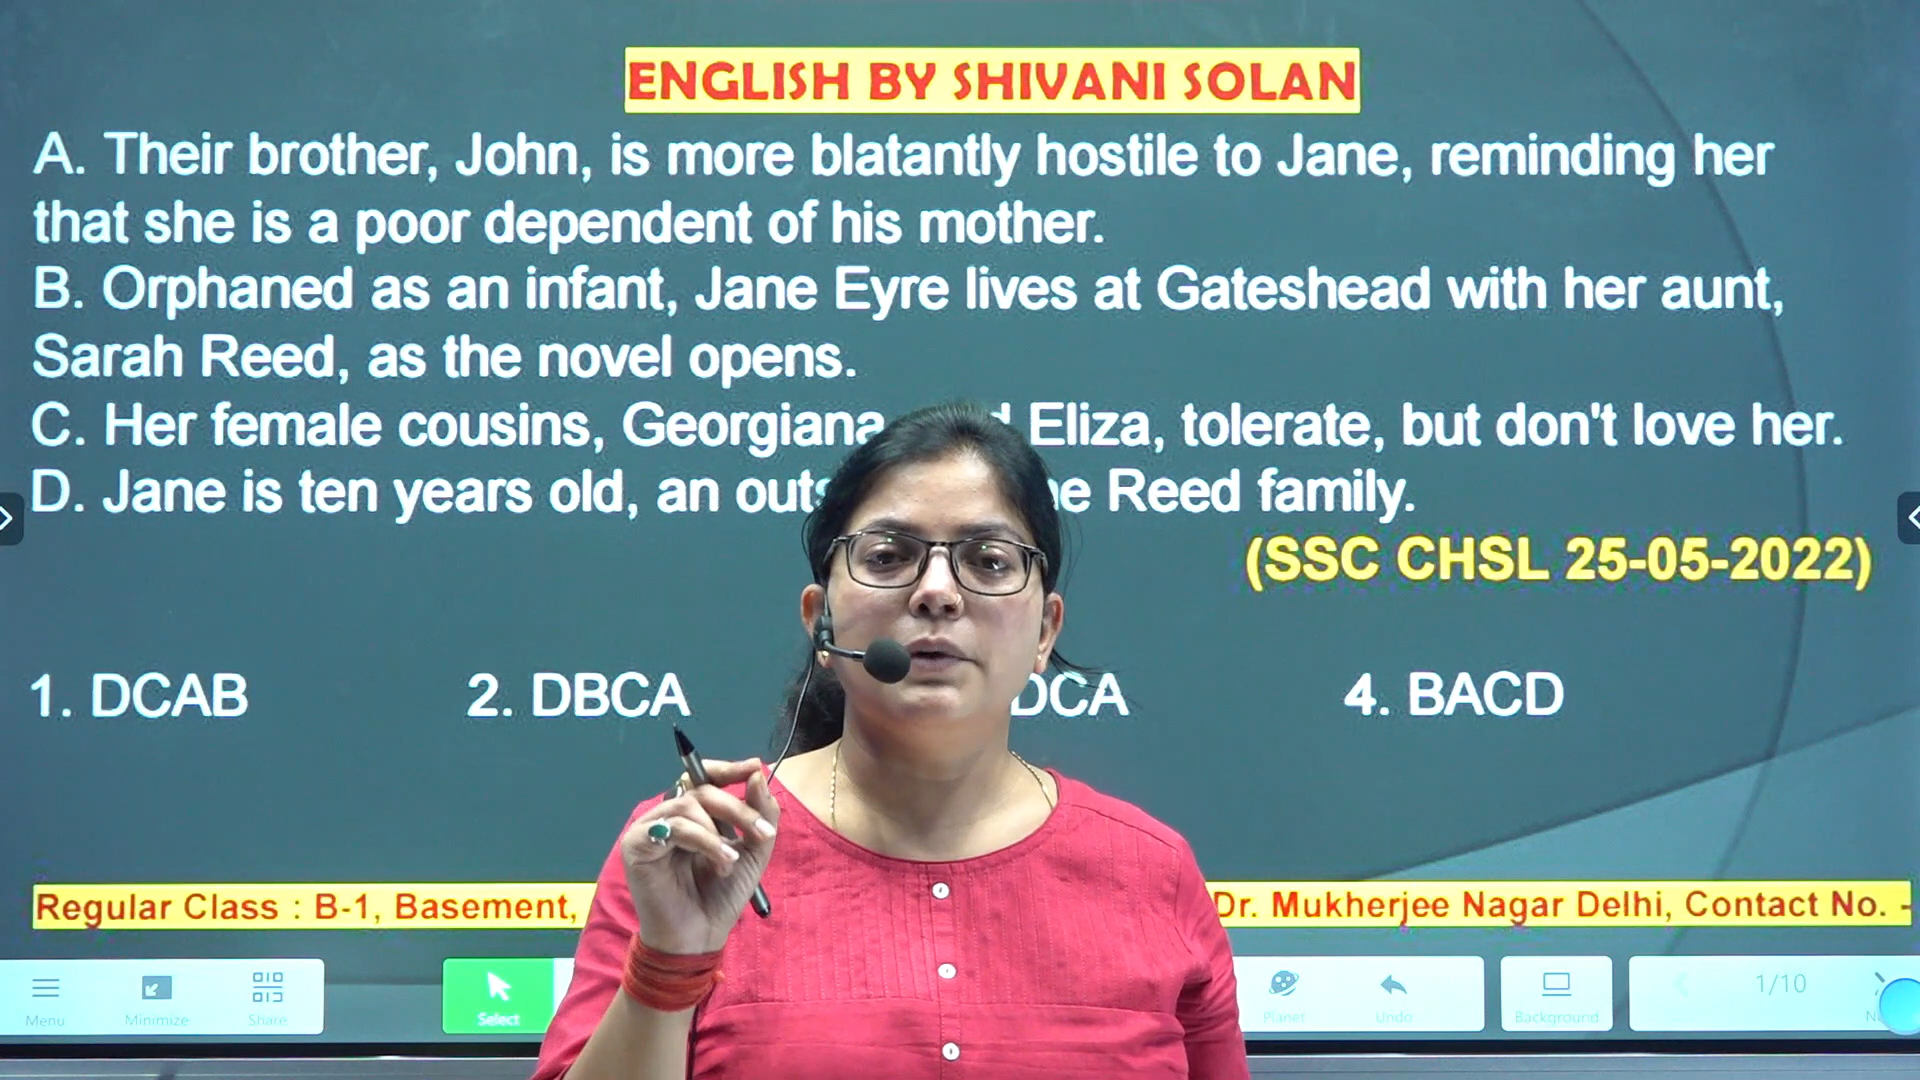 ENGLISH BY SHIVANI SOLAN
A. Their brother, John, is more blatantly hostile to Jane, reminding her
that she is a poor dependent of his mother.
B. Orphaned as an infant, Jane Eyre lives at Gateshead with her aunt,
Sarah Reed, as the novel opens.
C. Her female cousins, Georgiana Eliza, tolerate, but don't love her.
D. Jane is ten years old, an Reed family.
(SSC CHSL 25-05-2022)
1. DCAB 2. DBCA DCA 4. BACD
Regular Class : B-1, Basement, Dr. Mukherjee Nagar Delhi, Contact No. -
Menu Minimize Share Select Planet Undo Background 1/10